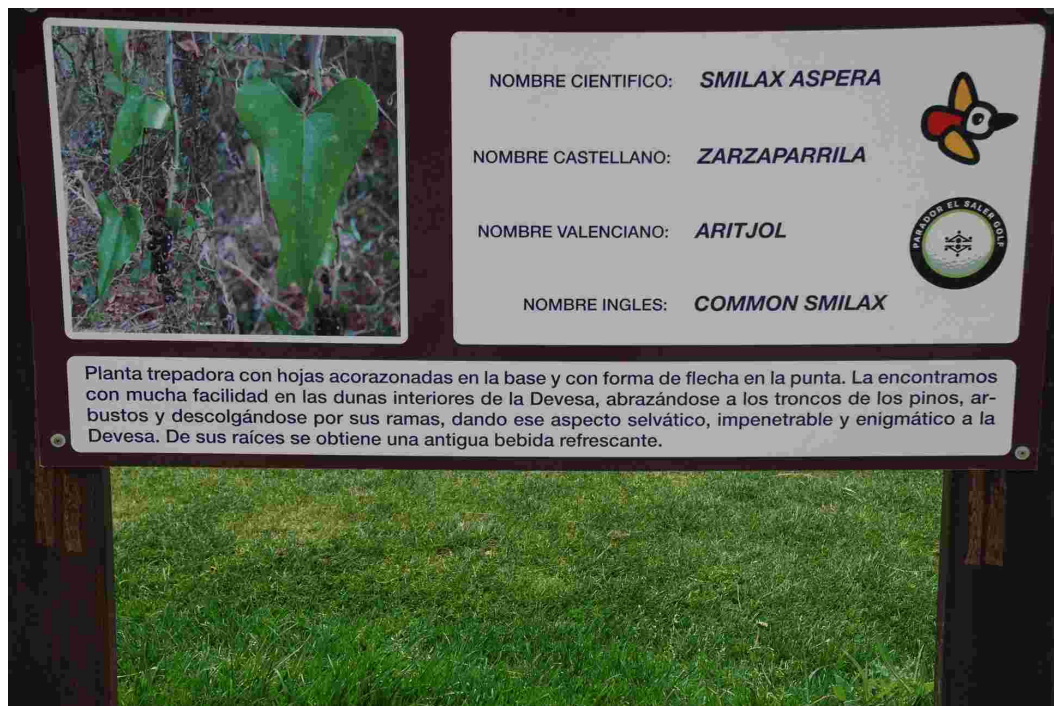 NOMBRE CIENTIFICO: SMILAX ASPERA
NOMBRE CASTELLANO: ZARZAPARRILA
NOMBRE VALENCIANO: ARITJOL
NOMBRE INGLES: COMMON SMILAX
PARADOR EL SALER GOLF
Planta trepadora con hojas acorazonadas en la base y con forma de flecha en la punta. La encontramos
con mucha facilidad en las dunas interiores de la Devesa, abrazándose a los troncos de los pinos, ar-
bustos y descolgándose por sus ramas, dando ese aspecto selvático, impenetrable y enigmático a la
Devesa. De sus raíces se obtiene una antigua bebida refrescante.